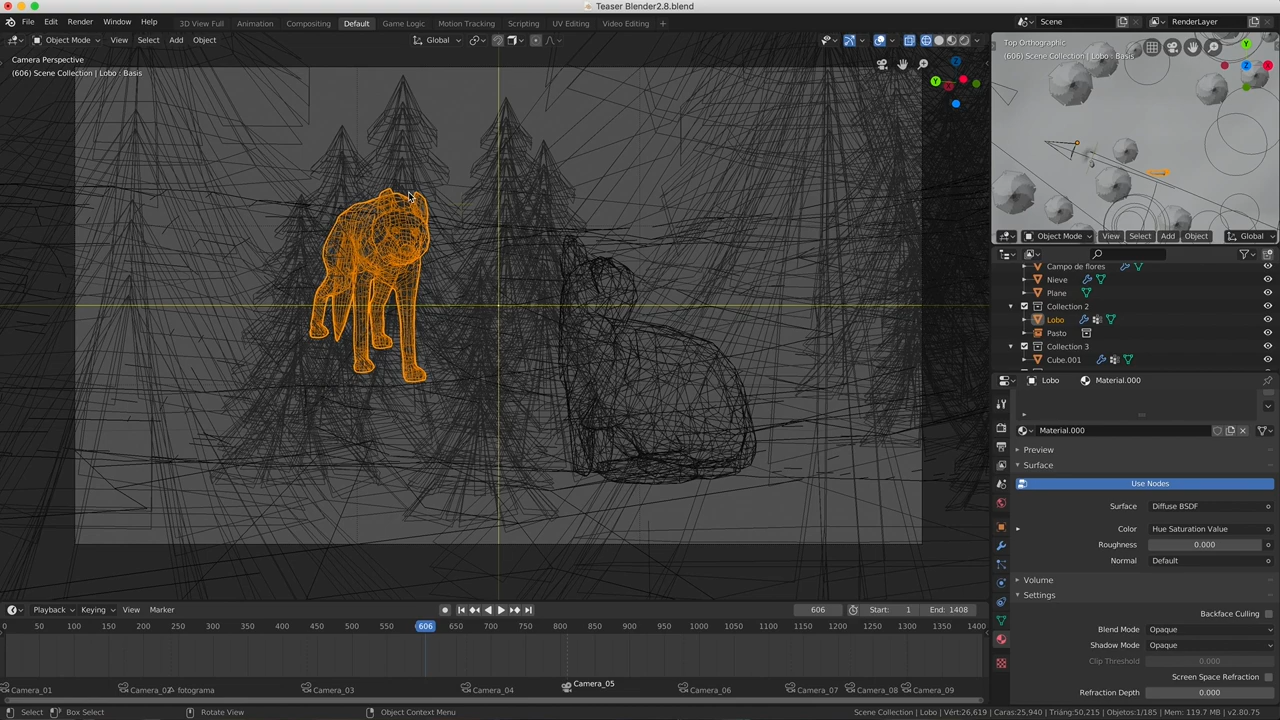 Teaser Blender2.8.blend
File Edit Render Window Help
3D View Full Animation Compositing Default Game Logic Motion Tracking Scripting UV Editing Video Editing
Scene
RenderLayer
Object Mode View Select Add Object
Global
Camera Perspective
(606) Scene Collection | Lobo : Basis
Y
Z
X
Top Orthographic
(606) Scene Collection | Lobo : Basis
Y
Z
X
Object Mode View Select Add Object Global
Campo de flores
Nieve
Plane
Collection 2
Lobo
Pasto
Collection 3
Cube.001
Lobo Material.000
Material.000
Preview
Surface
Use Nodes
Surface Diffuse BSDF
Color Hue Saturation Value
Roughness 0.000
Normal Default
Volume
Settings
Backface Culling
Blend Mode Opaque
Shadow Mode Opaque
Clip Threshold 0.000
Screen Space Refraction
Refraction Depth 0.000
Playback Keying View Marker
606 Start: 1 End: 1408
0 50 100 150 200 250 300 350 400 450 500 550 606 650 700 750 800 850 900 950 1000 1050 1100 1150 1200 1250 1300 1350 1400
Camera_01 Camera_02 fotograma Camera_03 Camera_04 Camera_05 Camera_06 Camera_07 Camera_08 Camera_09
Select Box Select Rotate View Object Context Menu
Scene Collection | Lobo | Vért:26,619 | Caras:25,940 | Triáng:50,215 | Objetos:1/185 | Mem: 119.7 MB | v2.80.75